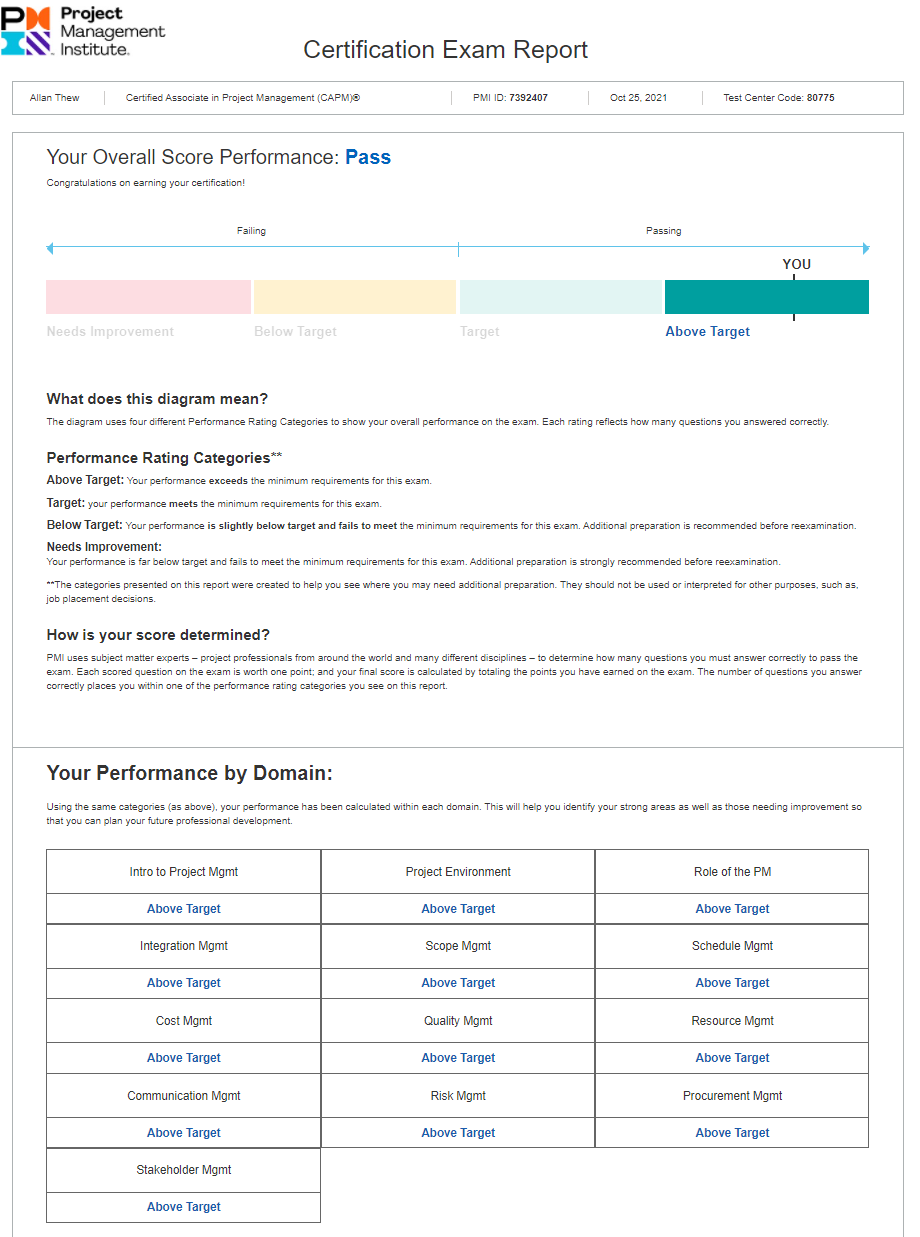 PM Project
Management
Institute.
Certification Exam Report
Allan Thew Certified Associate in Project Management (CAPM)® PMI ID: 7392407 Oct 25, 2021 Test Center Code: 80775
Your Overall Score Performance: Pass
Congratulations on earning your certification!
Failing Passing
YOU
Needs Improvement Below Target Target Above Target
What does this diagram mean?
The diagram uses four different Performance Rating Categories to show your overall performance on the exam. Each rating reflects how many questions you answered correctly.
Performance Rating Categories**
Above Target: Your performance exceeds the minimum requirements for this exam.
Target: your performance meets the minimum requirements for this exam.
Below Target: Your performance is slightly below target and fails to meet the minimum requirements for this exam. Additional preparation is recommended before reexamination.
Needs Improvement:
Your performance is far below target and fails to meet the minimum requirements for this exam. Additional preparation is strongly recommended before reexamination.
**The categories presented on this report were created to help you see where you may need additional preparation. They should not be used or interpreted for other purposes, such as,
job placement decisions.
How is your score determined?
PMI uses subject matter experts – project professionals from around the world and many different disciplines – to determine how many questions you must answer correctly to pass the
exam. Each scored question on the exam is worth one point; and your final score is calculated by totaling the points you have earned on the exam. The number of questions you answer
correctly places you within one of the performance rating categories you see on this report.
Your Performance by Domain:
Using the same categories (as above), your performance has been calculated within each domain. This will help you identify your strong areas as well as those needing improvement so
that you can plan your future professional development.
Intro to Project Mgmt Project Environment Role of the PM
Above Target Above Target Above Target
Integration Mgmt Scope Mgmt Schedule Mgmt
Above Target Above Target Above Target
Cost Mgmt Quality Mgmt Resource Mgmt
Above Target Above Target Above Target
Communication Mgmt Risk Mgmt Procurement Mgmt
Above Target Above Target Above Target
Stakeholder Mgmt
Above Target